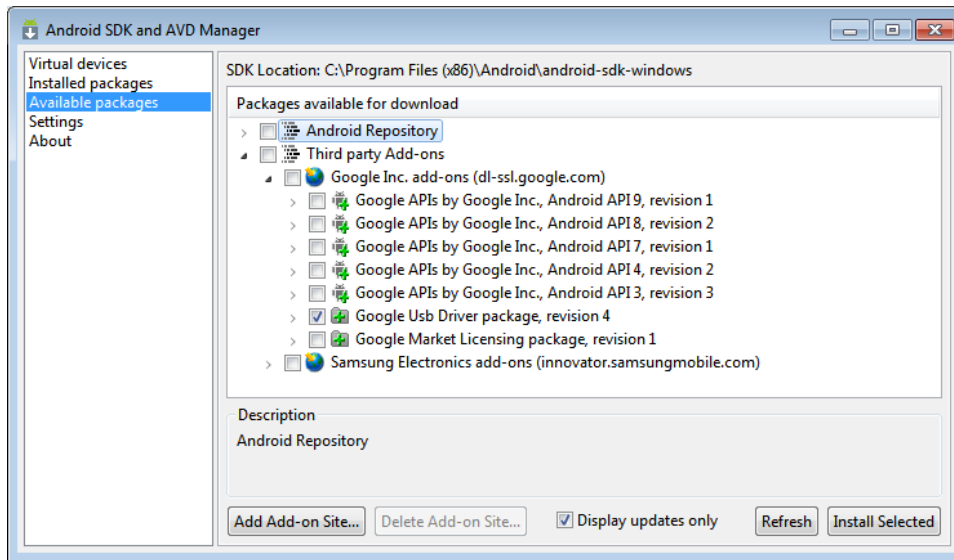 Android SDK and AVD Manager
Virtual devices
Installed packages
Available packages
Settings
About
SDK Location: C:\Program Files (x86)\Android\android-sdk-windows
Packages available for download
Android Repository
Third party Add-ons
Google Inc. add-ons (dl-ssl.google.com)
Google APIs by Google Inc., Android API 9, revision 1
Google APIs by Google Inc., Android API 8, revision 2
Google APIs by Google Inc., Android API 7, revision 1
Google APIs by Google Inc., Android API 4, revision 2
Google APIs by Google Inc., Android API 3, revision 3
Google Usb Driver package, revision 4
Google Market Licensing package, revision 1
Samsung Electronics add-ons (innovator.samsungmobile.com)
Description
Android Repository
Add Add-on Site... Delete Add-on Site... Display updates only Refresh Install Selected